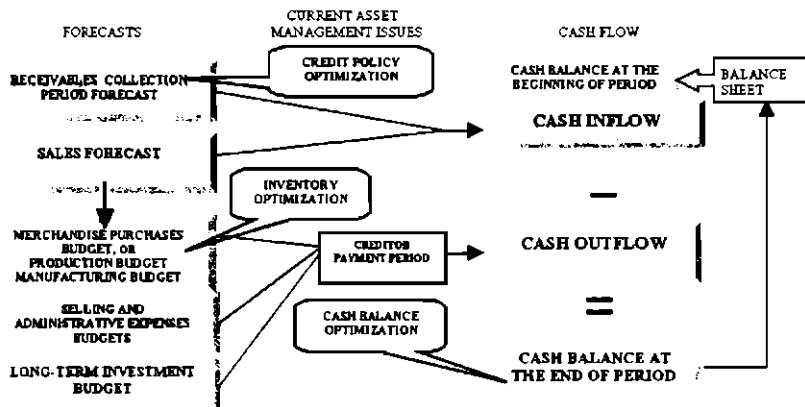 FORECASTS
CURRENT ASSET
MANAGEMENT ISSUES
CASH FLOW
RECEIVABLES COLLECTION
PERIOD FORECAST
CREDIT POLICY
OPTIMIZATION
CASH BALANCE AT THE
BEGINNING OF PERIOD
BALANCE
SHEET
CASH INFLOW
SALES FORECAST
INVENTORY
OPTIMIZATION
MERCHANDISE PURCHASES
BUDGET, OR
PRODUCTION BUDGET
MANUFACTURING BUDGET
CREDITOR
PAYMENT PERIOD
CASH OUTFLOW
SELLING AND
ADMINISTRATIVE EXPENSES
BUDGETS
CASH BALANCE
OPTIMIZATION
LONG-TERM INVESTMENT
BUDGET
CASH BALANCE AT
THE END OF PERIOD